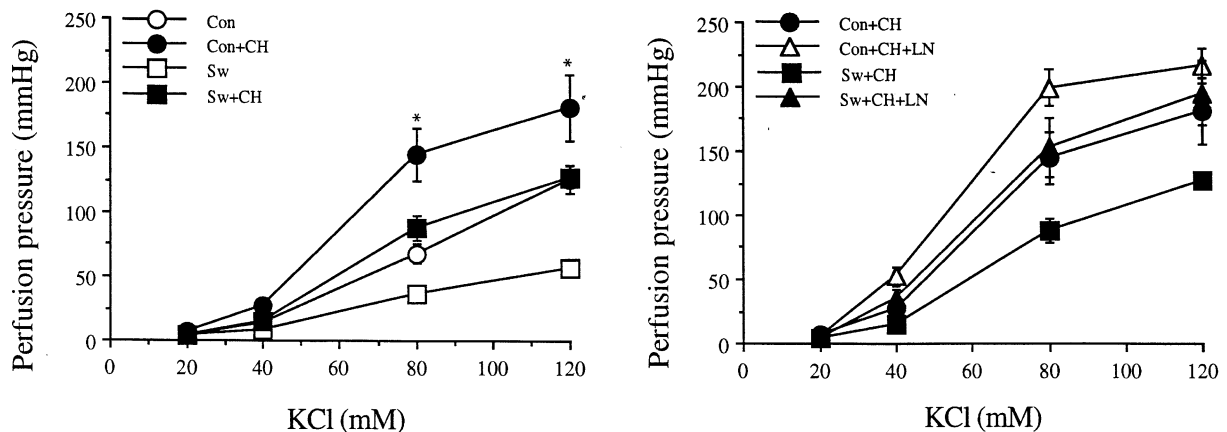 Perfusion pressure (mmHg)
250
200
150
100
50
0
Con
Con+CH
Sw
Sw+CH
*
*
0
20
40
60
80
100
120
KCl (mM)
Perfusion pressure (mmHg)
250
200
150
100
50
0
Con+CH
Con+CH+LN
Sw+CH
Sw+CH+LN
0
20
40
60
80
100
120
KCl (mM)